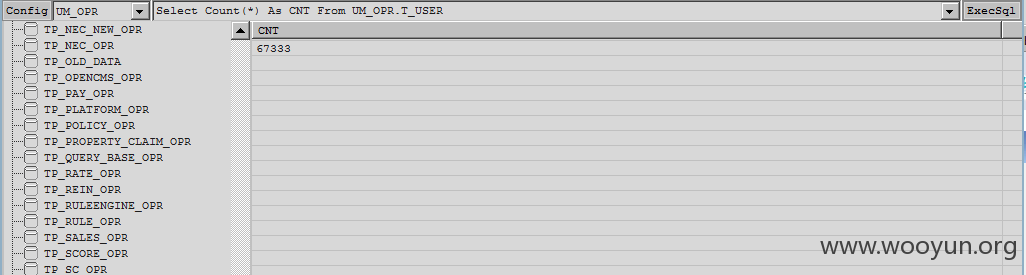 Config UM_OPR Select Count(*) As CNT From UM_OPR.T_USER ExecSql
TP_NEC_NEW_OPR
TP_NEC_OPR
TP_OLD_DATA
TP_OPENCMS_OPR
TP_PAY_OPR
TP_PLATFORM_OPR
TP_POLICY_OPR
TP_PROPERTY_CLAIM_OPR
TP_QUERY_BASE_OPR
TP_RATE_OPR
TP_REIN_OPR
TP_RULEENGINE_OPR
TP_RULE_OPR
TP_SALES_OPR
TP_SCORE_OPR
TP_SC_OPR
CNT
67333
www.wooyun.org